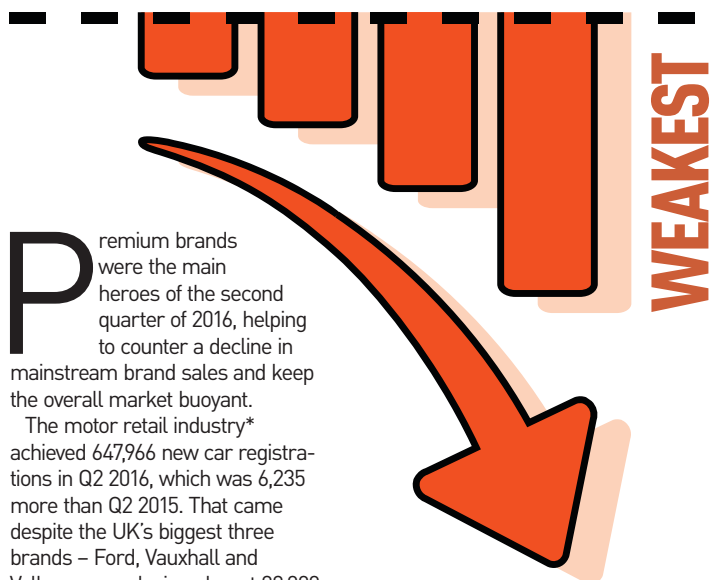 WEAKEST
Premium brands
were the main
heroes of the second
quarter of 2016, helping
to counter a decline in
mainstream brand sales and keep
the overall market buoyant.
The motor retail industry*
achieved 647,966 new car registra-
tions in Q2 2016, which was 6,235
more than Q2 2015. That came
despite the UK's biggest three
brands – Ford, Vauxhall and